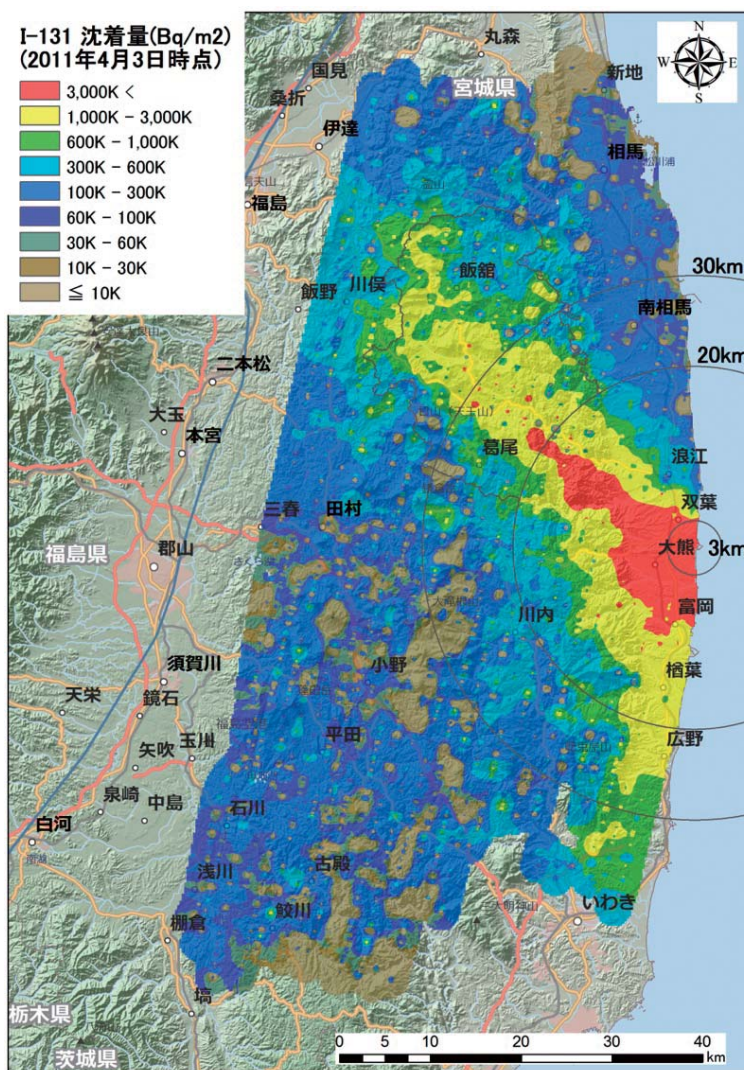 I-131 沈着量(Bq/m2)
(2011年4月3日時点)
3,000K <
1,000K - 3,000K
600K - 1,000K
300K - 600K
100K - 300K
60K - 100K
30K - 60K
10K - 30K
≦ 10K
N
W E
S
丸森
国見
宮城県
新地
桑折
伊達
相馬
松川浦
霊山
福島
飯舘
30km
川俣
飯野
南相馬
二本松
20km
大玉
本宮
葛尾
浪江
双葉
三春
田村
郡山
福島県
大熊
3km
富岡
川内
須賀川
小野
楢葉
天栄
鏡石
平田
玉川
広野
矢吹
泉崎
中島
石川
白河
浅川
古殿
鮫川
いわき
棚倉
塙
栃木県
茨城県
0 5 10 20 30 40
km